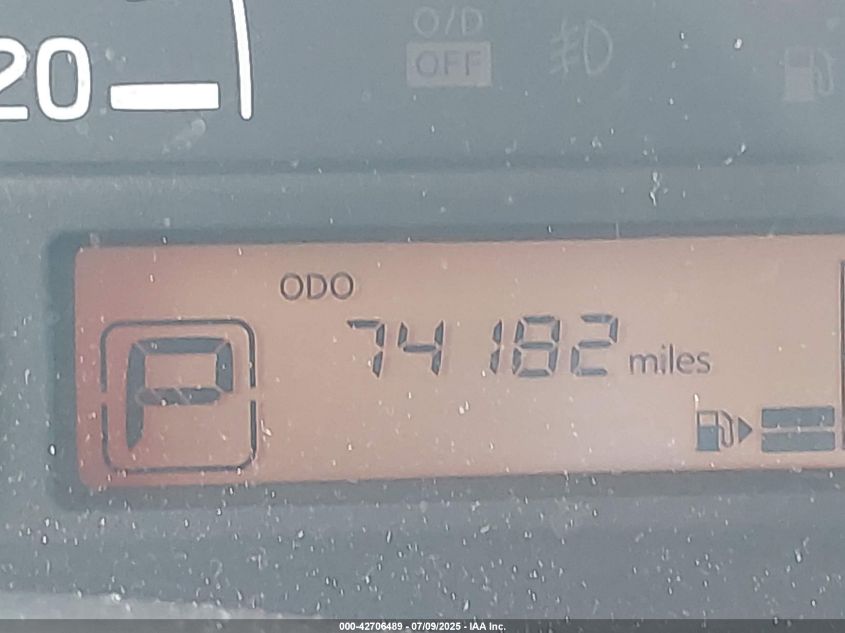 O/D
OFF
20
ODO
P
74182 miles
000-42706489 - 07/09/2025 - IAA Inc.